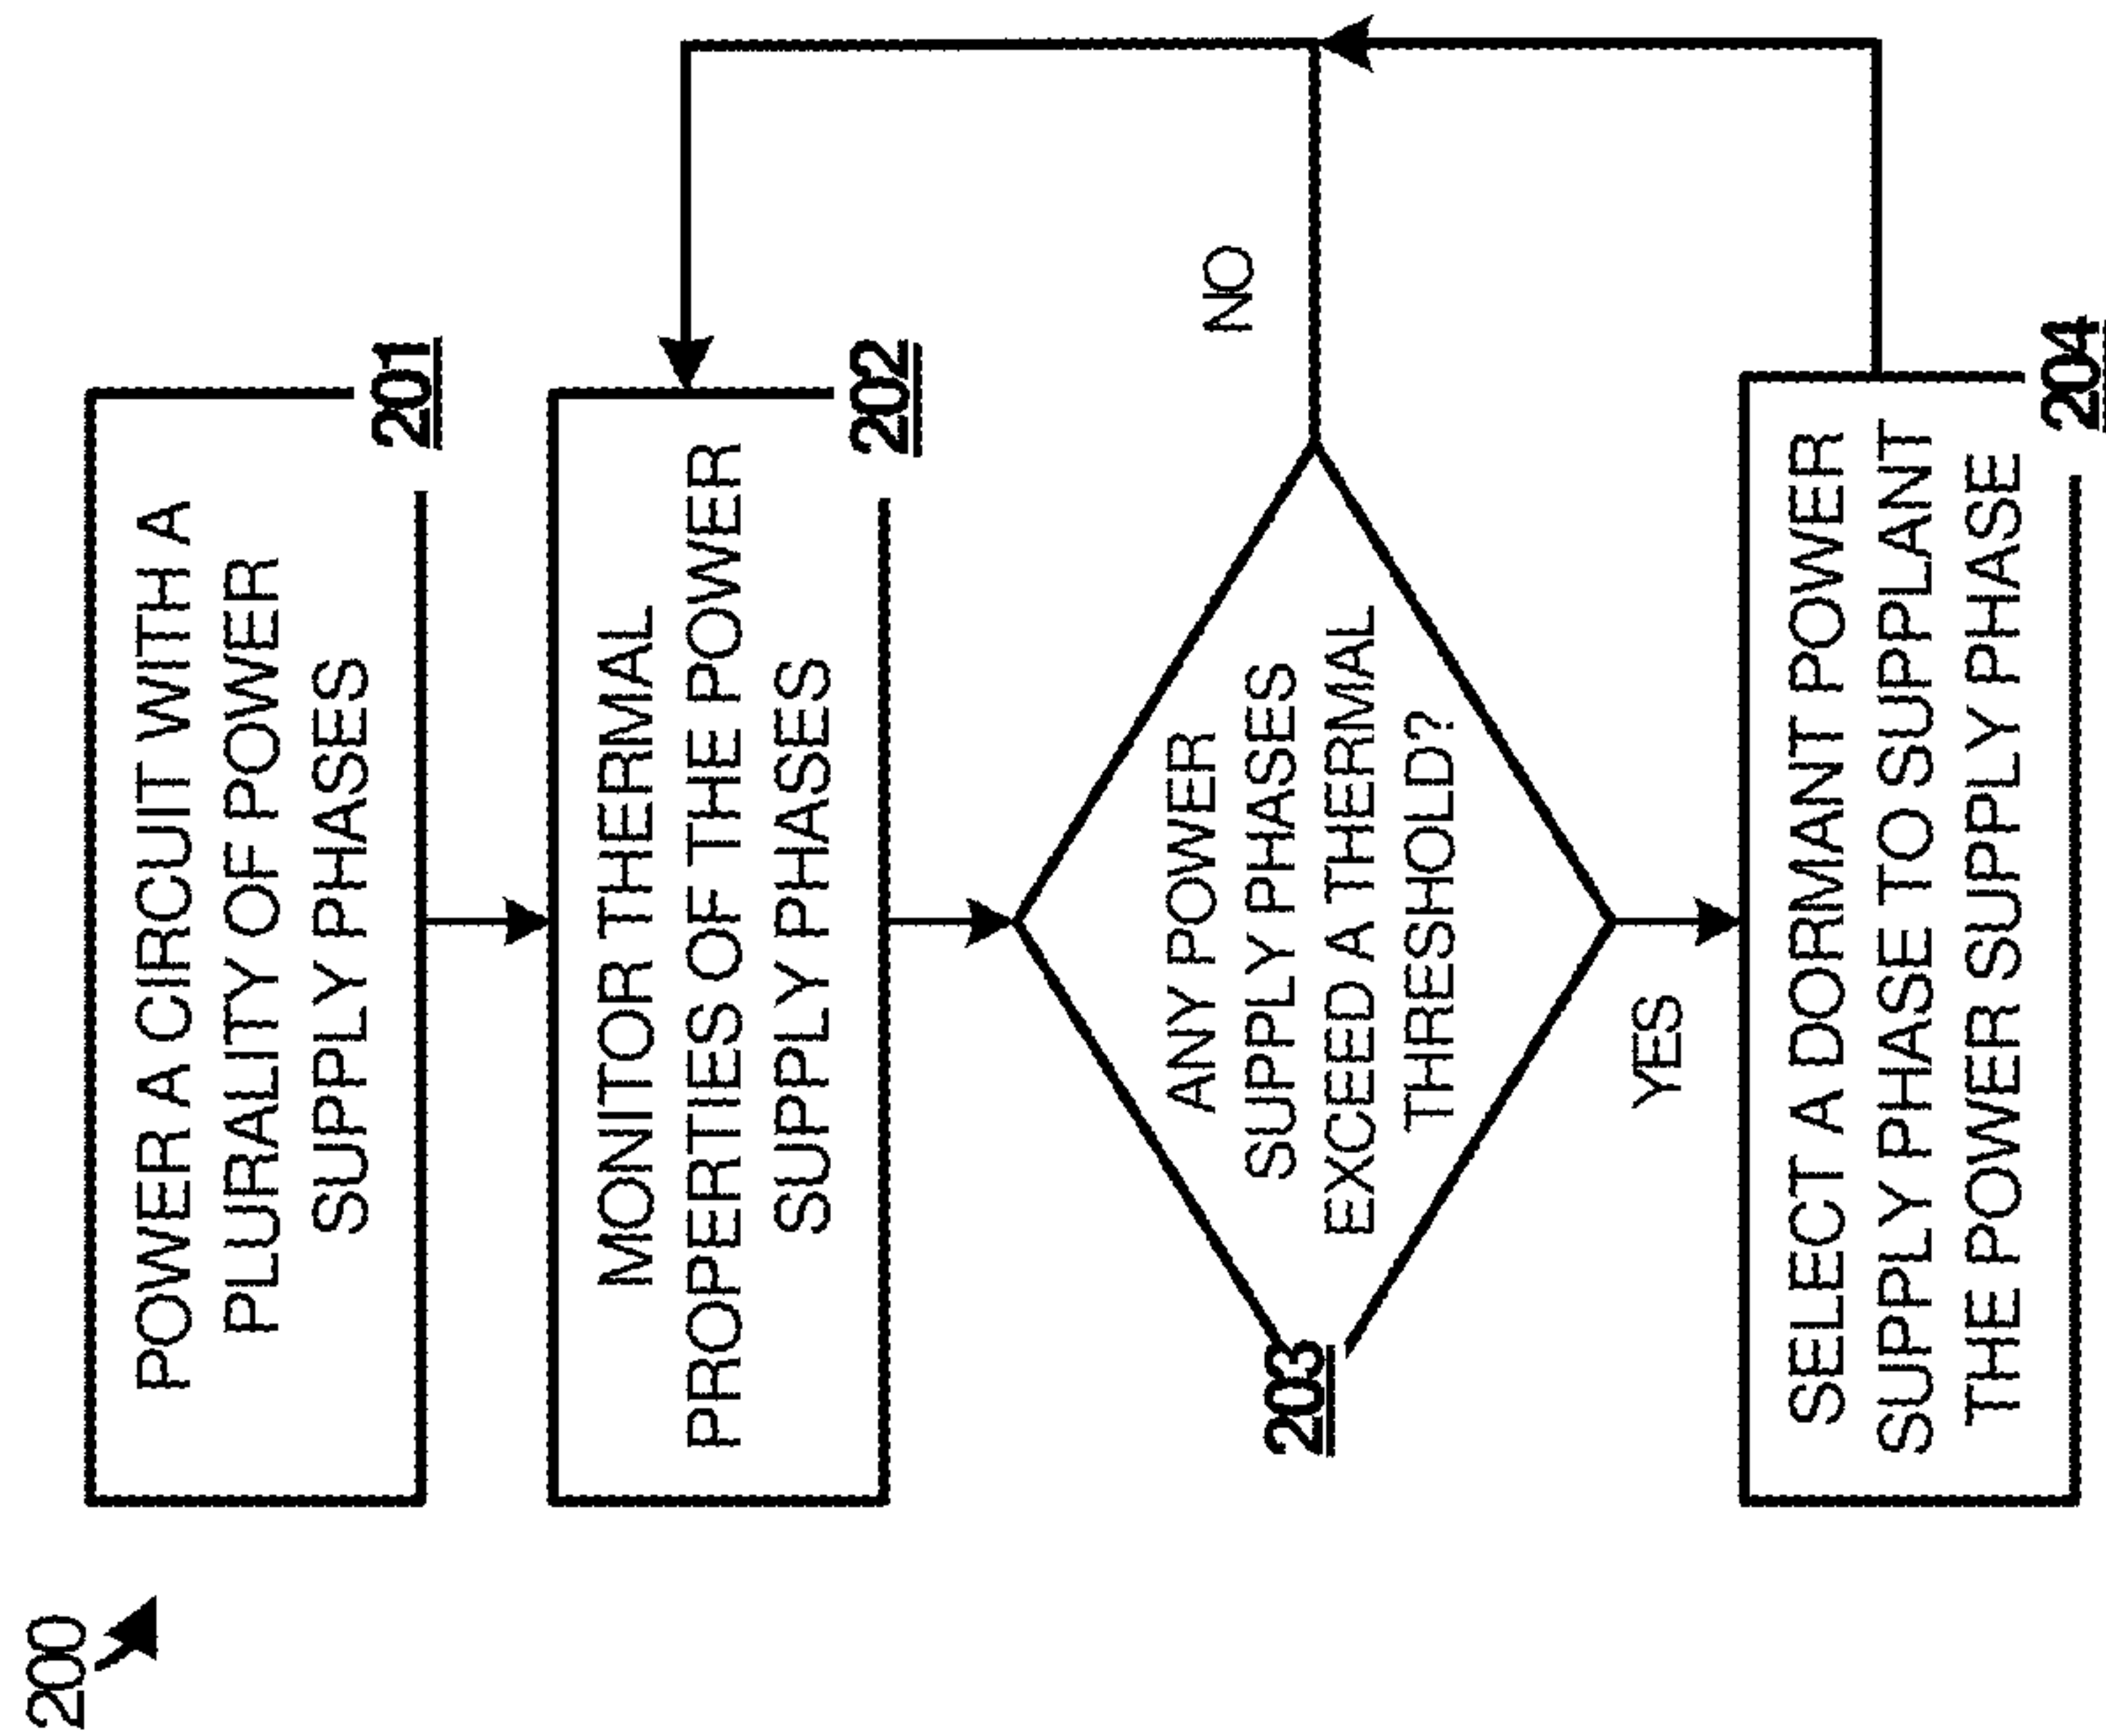 200
POWER A CIRCUIT WITH A
PLURALITY OF POWER
SUPPLY PHASES
201
MONITOR THERMAL
PROPERTIES OF THE POWER
SUPPLY PHASES
202
ANY POWER
SUPPLY PHASES
EXCEED A THERMAL
THRESHOLD?
203
NO
YES
SELECT A DORMANT POWER
SUPPLY PHASE TO SUPPLANT
THE POWER SUPPLY PHASE
204